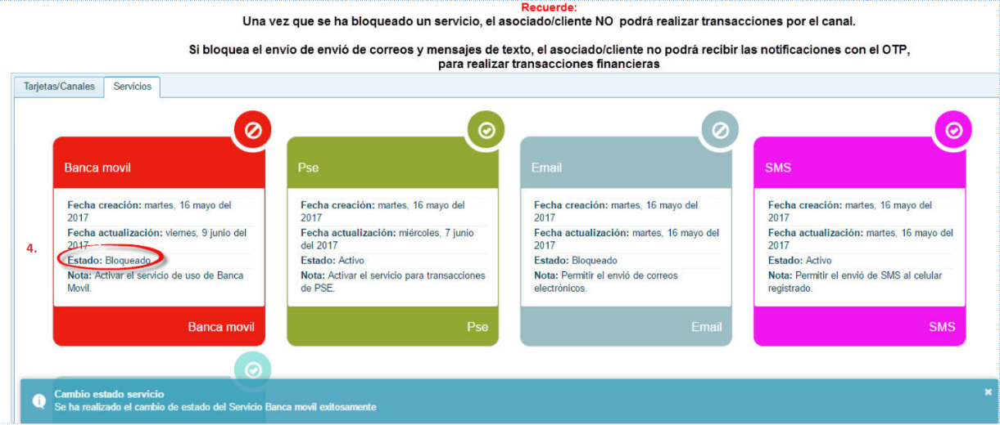 Recuerde:
Una vez que se ha bloqueado un servicio, el asociado/cliente NO podrá realizar transacciones por el canal.
Si bloquea el envío de envió de correos y mensajes de texto, el asociado/cliente no podrá recibir las notificaciones con el OTP,
para realizar transacciones financieras
Tarjetas/Canales
Servicios
Banca movil
Fecha creación: martes, 16 mayo del
2017
Fecha actualización: viernes, 9 junio del
2017
Estado: Bloqueado
Nota: Activar el servicio de uso de Banca
Movil.
Banca movil
4.
Pse
Fecha creación: martes, 16 mayo del
2017
Fecha actualización: miércoles, 7 junio
del 2017
Estado: Activo
Nota: Activar el servicio para transacciones
de PSE.
Pse
Email
Fecha creación: martes, 16 mayo del
2017
Fecha actualización: martes, 16 mayo del
2017
Estado: Bloqueado
Nota: Permitir el envió de correos
electrónicos.
Email
SMS
Fecha creación: martes, 16 mayo del
2017
Fecha actualización: martes, 16 mayo del
2017
Estado: Activo
Nota: Permitir el envió de SMS al celular
registrado.
SMS
Cambio estado servicio
Se ha realizado el cambio de estado del Servicio Banca movil exitosamente